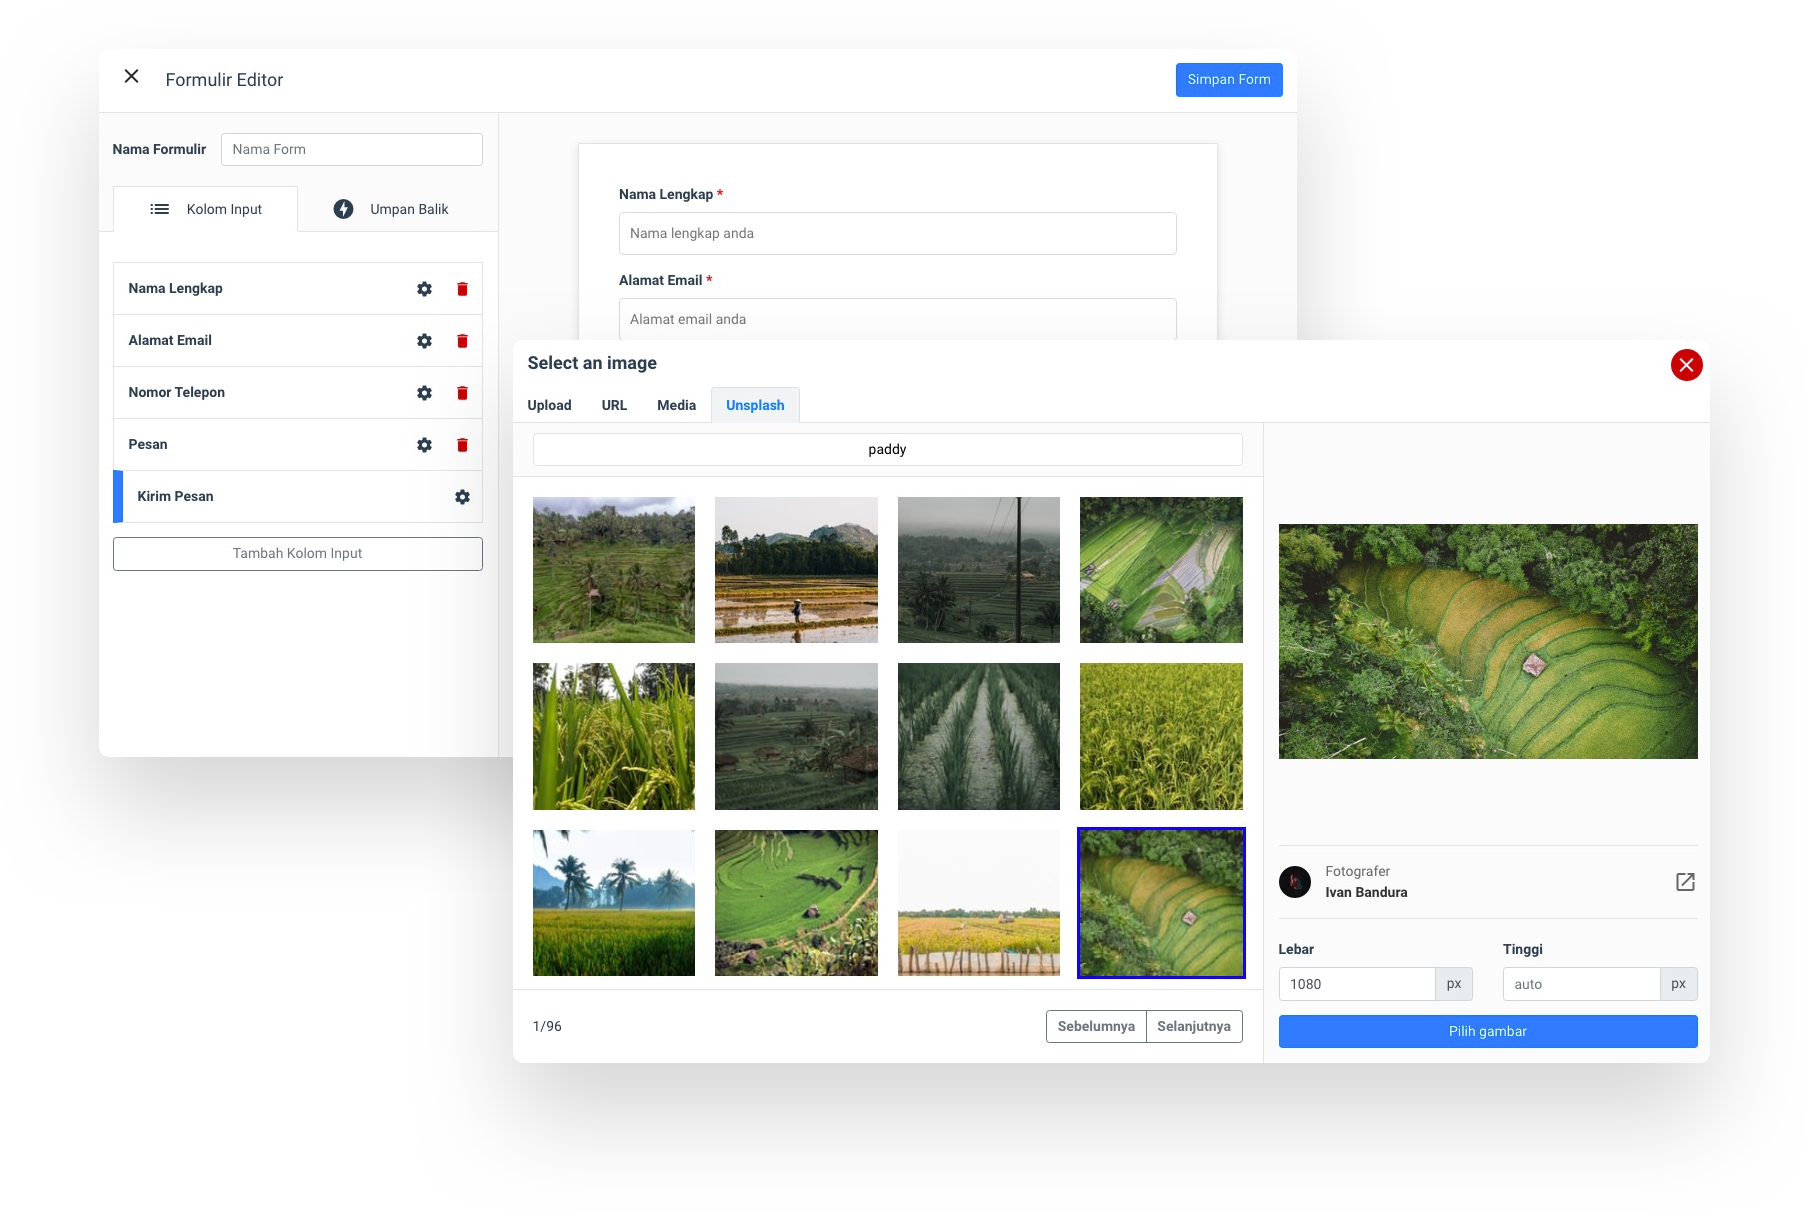 Formulir Editor
Simpan Form
Nama Formulir
Nama Form
Kolom Input
Umpan Balik
Nama Lengkap
Alamat Email
Nomor Telepon
Pesan
Kirim Pesan
Tambah Kolom Input
Nama Lengkap *
Nama lengkap anda
Alamat Email *
Alamat email anda
Select an image
Upload
URL
Media
Unsplash
paddy
1/96
Sebelumnya
Selanjutnya
Fotografer
Ivan Bandura
Lebar
Tinggi
1080 px
auto px
Pilih gambar